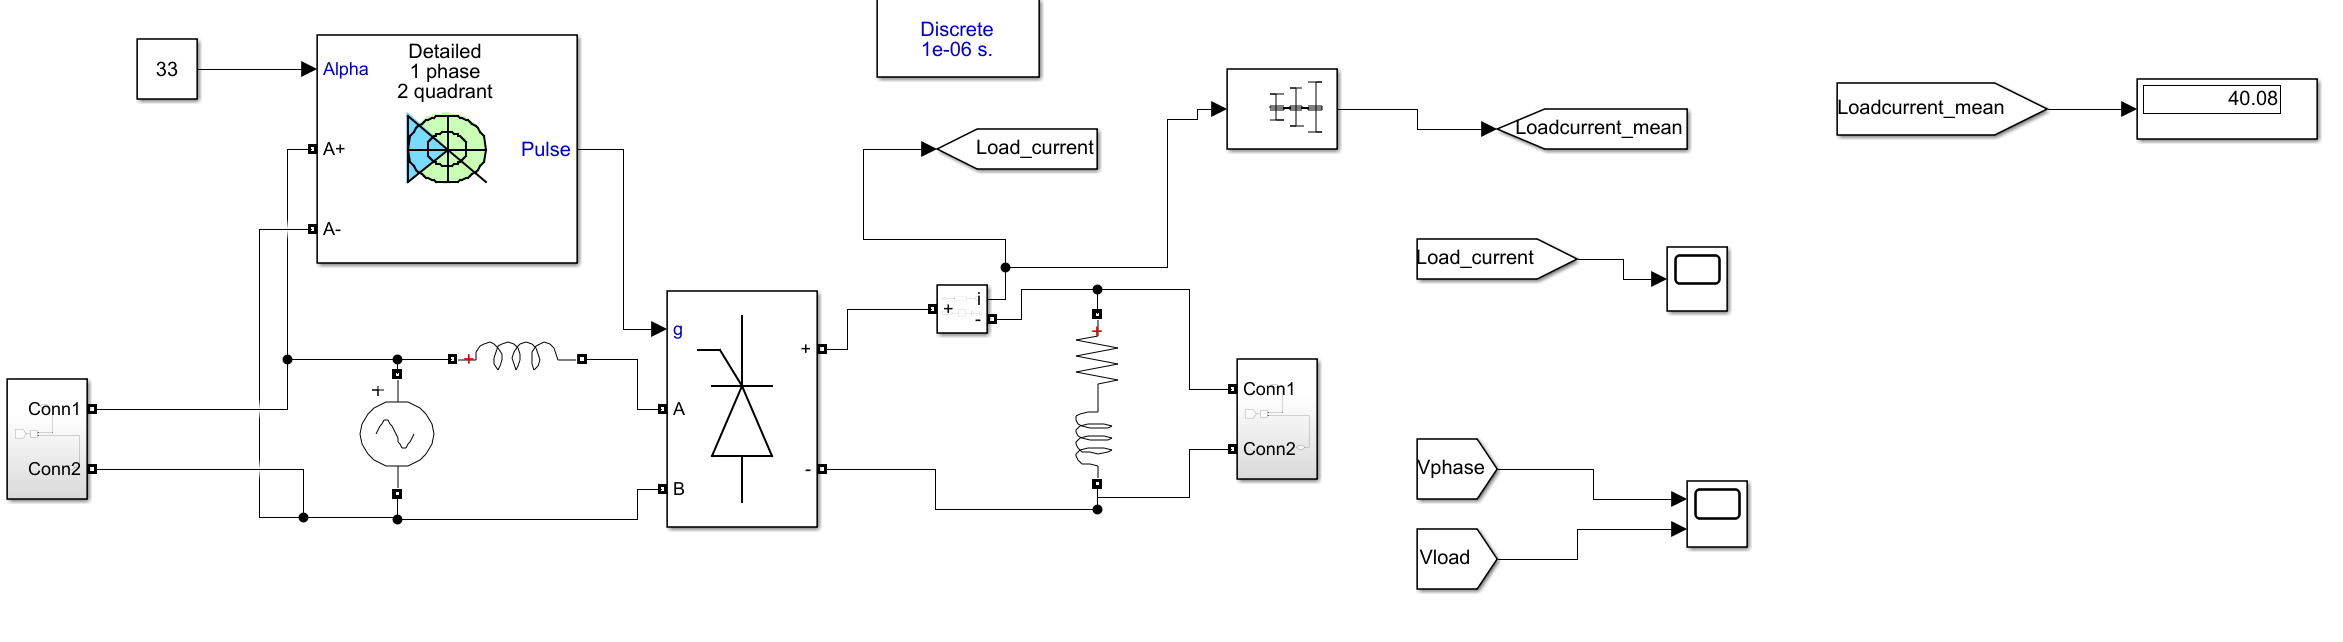 Discrete
1e-06 s.
33
Detailed
1 phase
2 quadrant
Alpha
A+
A-
Pulse
Load_current
Loadcurrent_mean
Loadcurrent_mean
40.08
Load_current
i
+
-
g
+
A
B
-
+
+
+
Conn1
Conn2
Conn1
Conn2
Vphase
Vload